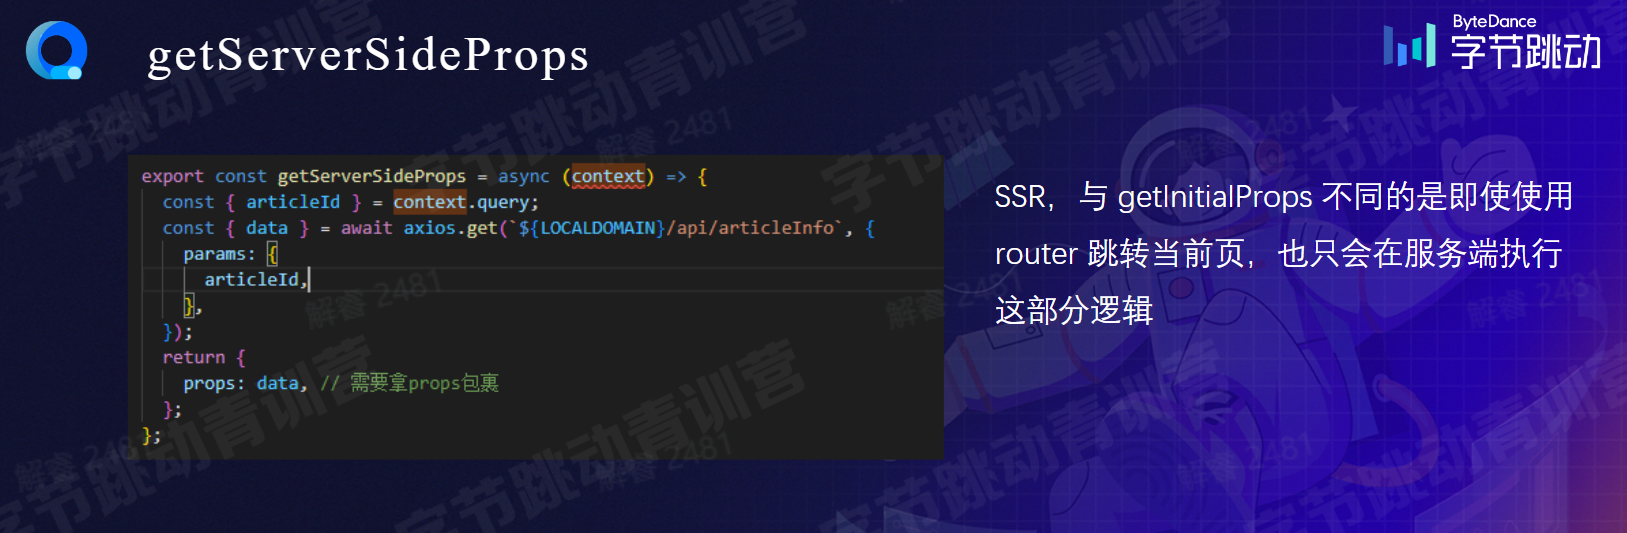 getServerSideProps
ByteDance
字节跳动
export const getServerSideProps = async (context) => {
const { articleId } = context.query;
const { data } = await axios.get(`${LOCALDOMAIN}/api/articleInfo`, {
params: {
articleId,
},
});
return {
props: data, // 需要拿props包裹
};
};
SSR，与 getInitialProps 不同的是即使使用
router 跳转当前页，也只会在服务端执行
这部分逻辑
字节跳动青训营
解睿 2481